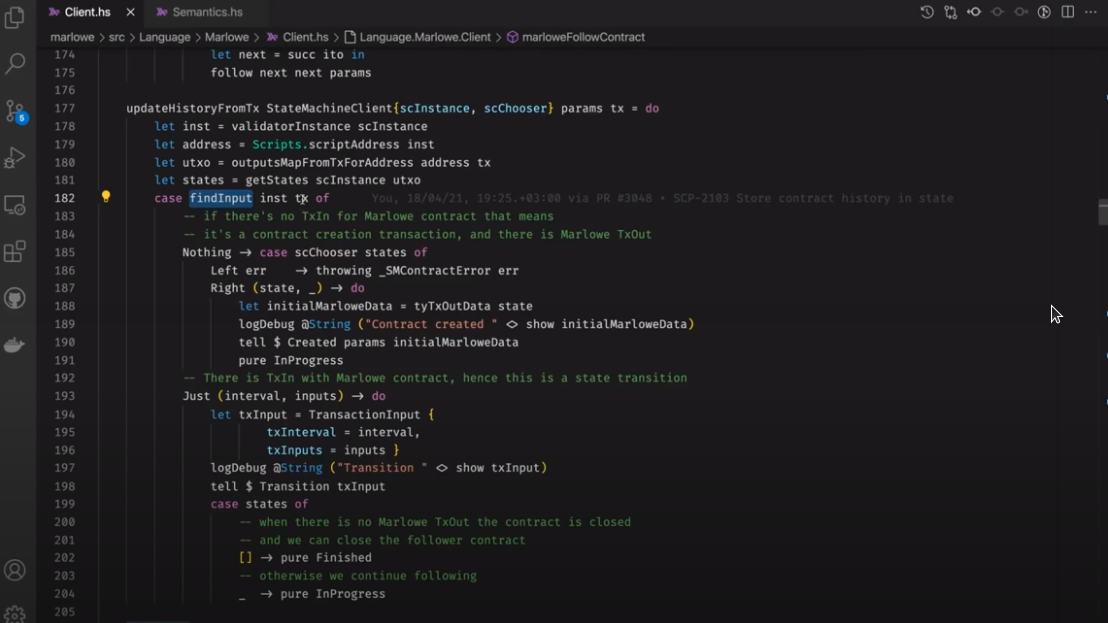 Client.hs Semantics.hs
marlowe > src > Language > Marlowe > Client.hs > Language.Marlowe.Client > marloweFollowContract
174 let next = succ ito in
175 follow next next params
176
177 updateHistoryFromTx StateMachineClient{scInstance, scChooser} params tx = do
178 let inst = validatorInstance scInstance
179 let address = Scripts.scriptAddress inst
180 let utxo = outputsMapFromTxForAddress address tx
181 let states = getStates scInstance utxo
182 case findInput inst tx of You, 18/04/21, 19:25.+03:00 via PR #3048 • SCP-2103 Store contract history in state
183 -- if there's no TxIn for Marlowe contract that means
184 -- it's a contract creation transaction, and there is Marlowe TxOut
185 Nothing → case scChooser states of
186 Left err → throwing _SMContractError err
187 Right (state, _) → do
188 let initialMarloweData = tyTxOutData state
189 logDebug @String ("Contract created " <> show initialMarloweData)
190 tell $ Created params initialMarloweData
191 pure InProgress
192 -- There is TxIn with Marlowe contract, hence this is a state transition
193 Just (interval, inputs) → do
194 let txInput = TransactionInput {
195 txInterval = interval,
196 txInputs = inputs }
197 logDebug @String ("Transition " <> show txInput)
198 tell $ Transition txInput
199 case states of
200 -- when there is no Marlowe TxOut the contract is closed
201 -- and we can close the follower contract
202 [] → pure Finished
203 -- otherwise we continue following
204 _ → pure InProgress
205
5